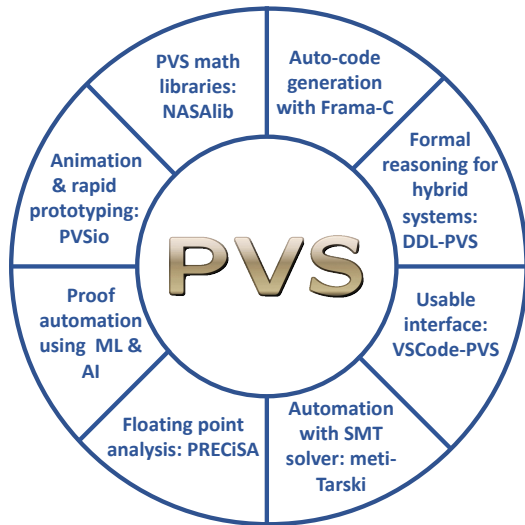 PVS math
libraries:
NASAlib
Auto-code
generation
with Frama-C
Formal
reasoning for
hybrid
systems:
DDL-PVS
Usable
interface:
VSCode-PVS
Automation
with SMT
solver: meti-
Tarski
Floating point
analysis: PRECiSA
Proof
automation
using ML &
AI
Animation
& rapid
prototyping:
PVSio
PVS